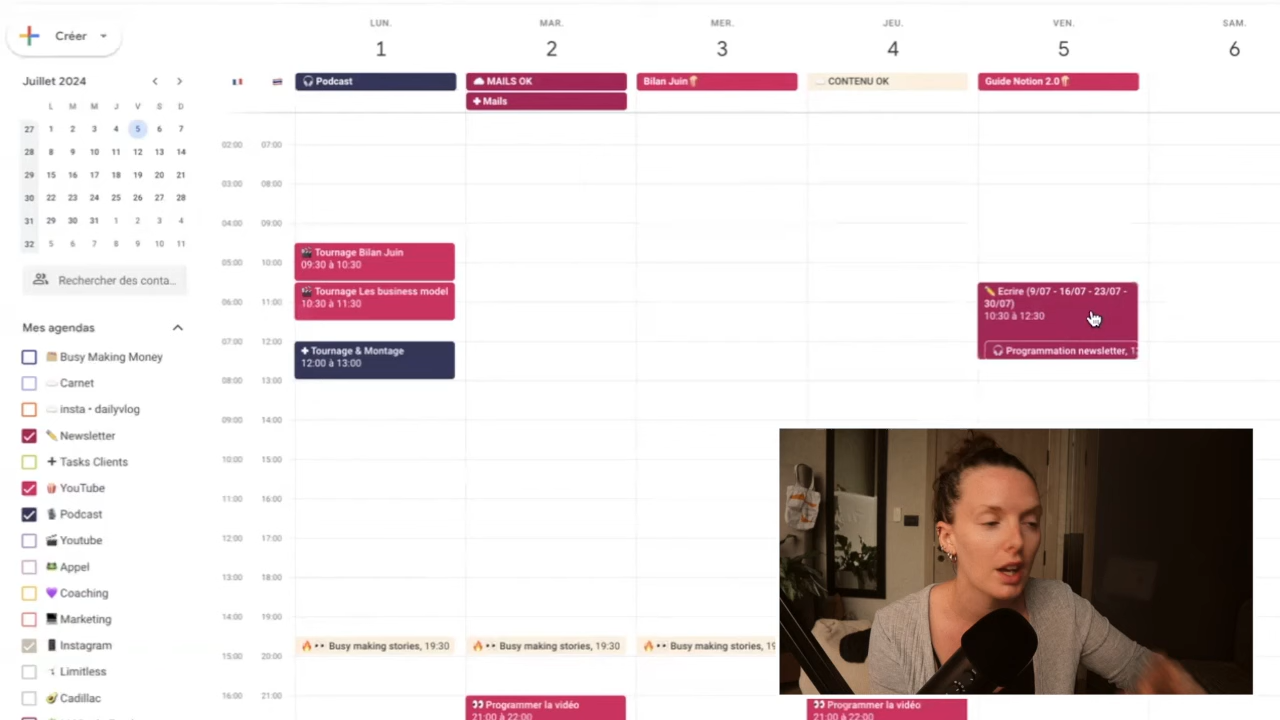 Créer
LUN. MAR. MER. JEU. VEN. SAM.
1 2 3 4 5 6
Juillet 2024
L M M J V S D
27 1 2 3 4 5 6 7
28 8 9 10 11 12 13 14
29 15 16 17 18 19 20 21
30 22 23 24 25 26 27 28
31 29 30 31 1 2 3 4
32 5 6 7 8 9 10 11
Rechercher des conta...
Mes agendas
Busy Making Money
Carnet
insta • dailyvlog
Newsletter
Tasks Clients
YouTube
Podcast
Youtube
Appel
Coaching
Marketing
Instagram
Limitless
Cadillac
Podcast
MAILS OK
Mails
Bilan Juin
CONTENU OK
Guide Notion 2.0
02:00 07:00
03:00 08:00
04:00 09:00
05:00 10:00
06:00 11:00
07:00 12:00
08:00 13:00
09:00 14:00
10:00 15:00
11:00 16:00
12:00 17:00
13:00 18:00
14:00 19:00
15:00 20:00
16:00 21:00
Tournage Bilan Juin
09:30 à 10:30
Tournage Les business model
10:30 à 11:30
Tournage & Montage
12:00 à 13:00
Ecrire (9/07 - 16/07 - 23/07 -
30/07)
10:30 à 12:30
Programmation newsletter,
Busy making stories, 19:30
Busy making stories, 19:30
Busy making stories, 19
Programmer la vidéo
21:00 à 22:00
Programmer la vidéo
21:00 à 22:00